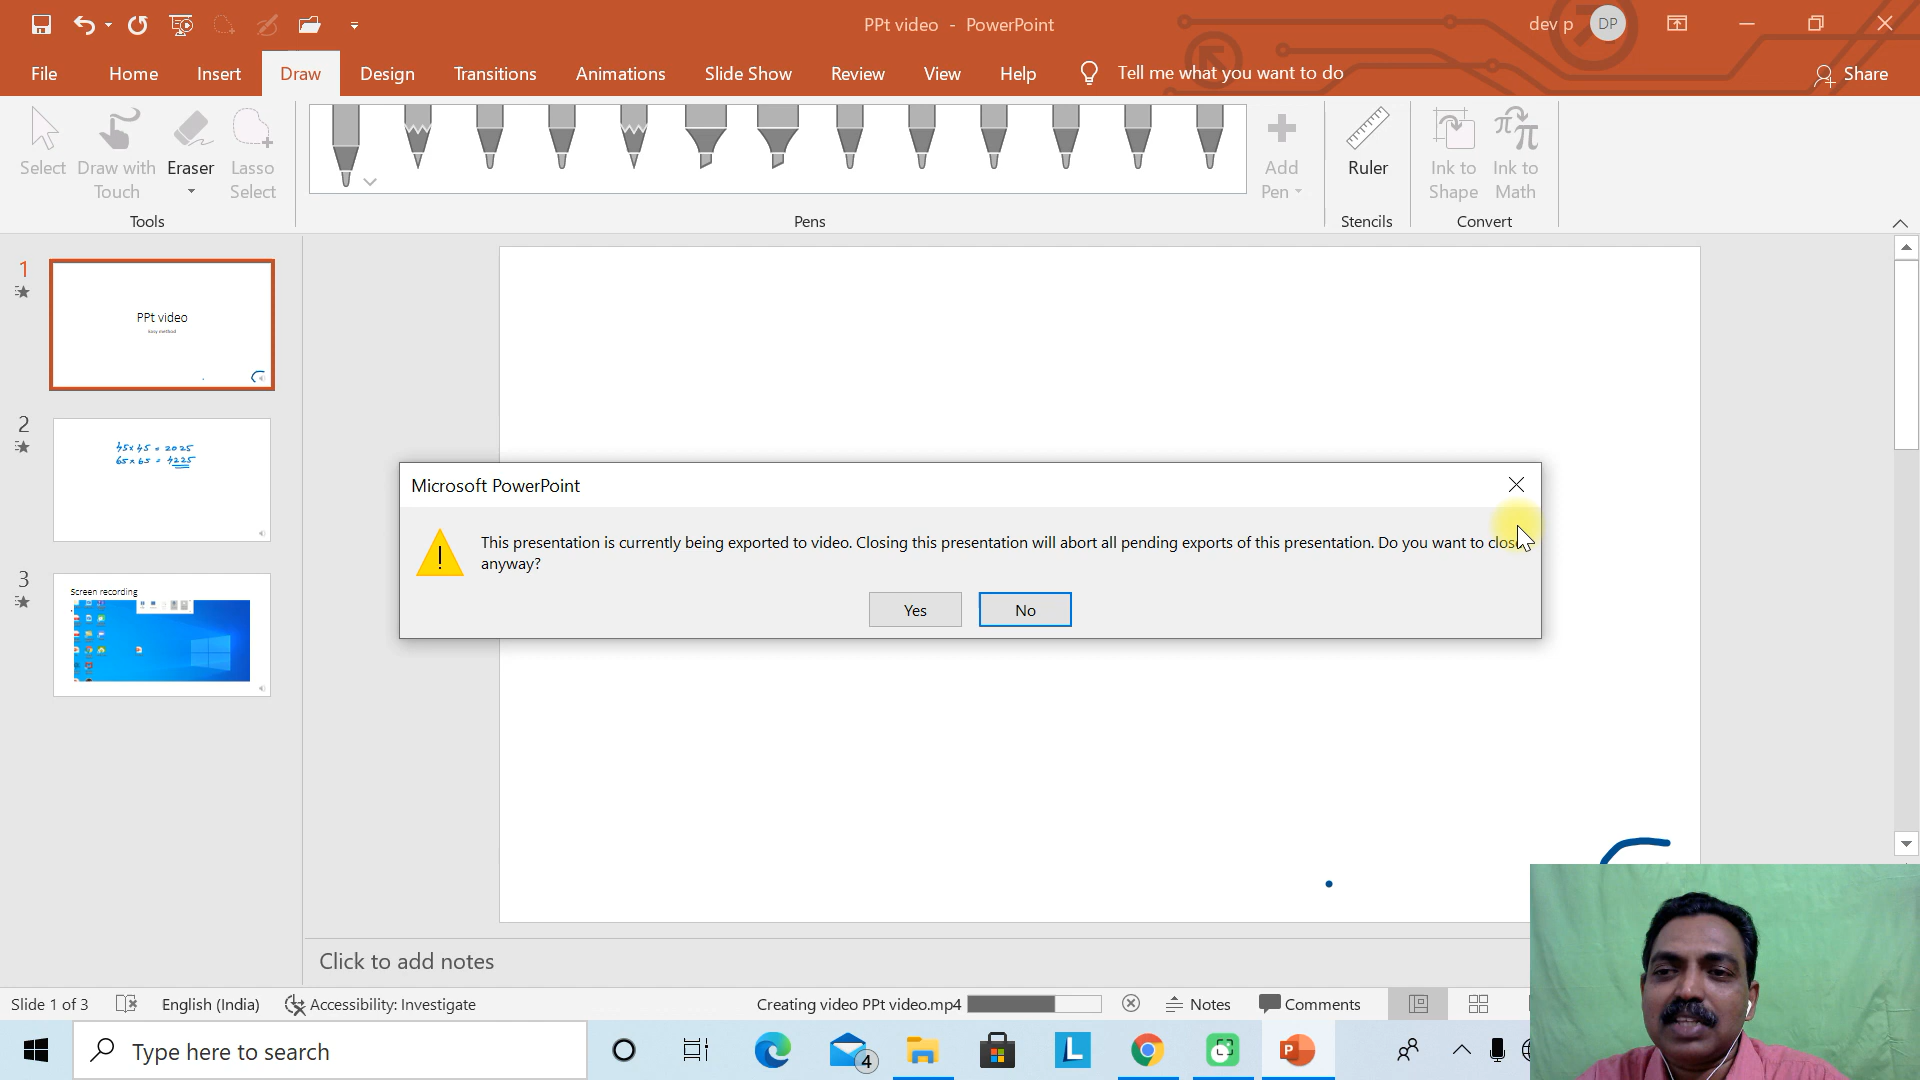 PPt video - PowerPoint
dev p
DP
File
Home
Insert
Draw
Design
Transitions
Animations
Slide Show
Review
View
Help
Tell me what you want to do
Share
Select
Draw with Touch
Eraser
Lasso Select
Add Pen
Ruler
Ink to Shape
Ink to Math
Tools
Pens
Stencils
Convert
1
PPt video
Easy method
2
45x45 = 2025
65x65 = 4225
3
Screen recording
Microsoft PowerPoint
This presentation is currently being exported to video. Closing this presentation will abort all pending exports of this presentation. Do you want to close
anyway?
Yes
No
Click to add notes
Slide 1 of 3
English (India)
Accessibility: Investigate
Creating video PPt video.mp4
Notes
Comments
Type here to search
4